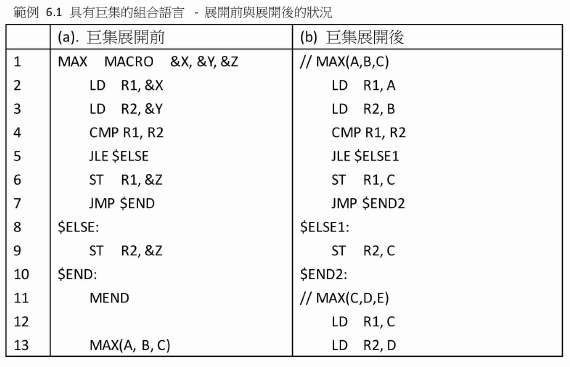 範例 6.1 具有巨集的組合語言 - 展開前與展開後的狀況
(a). 巨集展開前 (b) 巨集展開後
1 MAX MACRO &X, &Y, &Z // MAX(A,B,C)
2 LD R1, &X LD R1, A
3 LD R2, &Y LD R2, B
4 CMP R1, R2 CMP R1, R2
5 JLE $ELSE JLE $ELSE1
6 ST R1, &Z ST R1, C
7 JMP $END JMP $END2
8 $ELSE: $ELSE1:
9 ST R2, &Z ST R2, C
10 $END: $END2:
11 MEND // MAX(C,D,E)
12 LD R1, C
13 MAX(A, B, C) LD R2, D